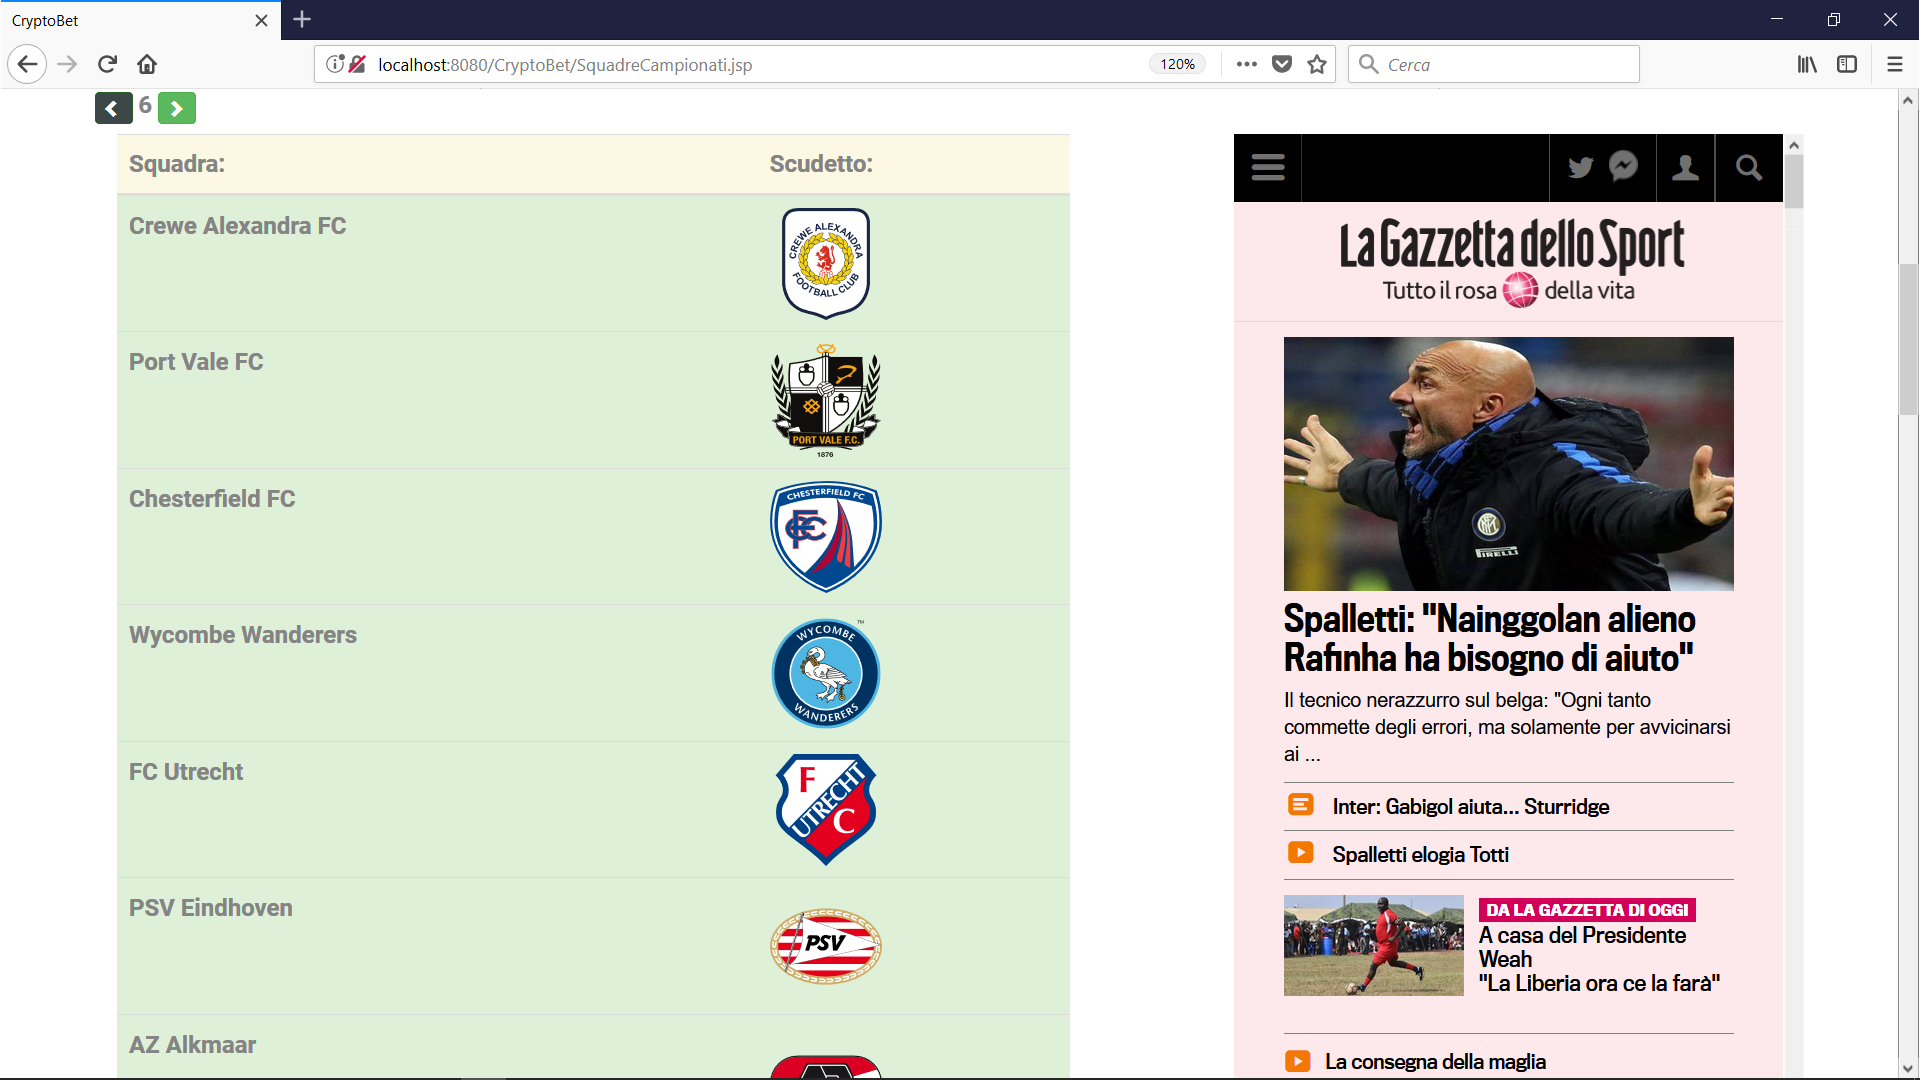 CryptoBet
localhost:8080/CryptoBet/SquadreCampionati.jsp
120%
Cerca
6
Squadra:
Scudetto:
Crewe Alexandra FC
CREWE ALEXANDRA
FOOTBALL CLUB
Port Vale FC
PORT VALE F.C.
1876
Chesterfield FC
CHESTERFIELD FC
CFC
Wycombe Wanderers
TM
WYCOMBE
WANDERERS
FC Utrecht
F
UTRECHT
C
PSV Eindhoven
PSV
AZ Alkmaar
La Gazzetta dello Sport
Tutto il rosa della vita
PIRELLI
Spalletti: "Nainggolan alieno
Rafinha ha bisogno di aiuto"
Il tecnico nerazzurro sul belga: "Ogni tanto
commette degli errori, ma solamente per avvicinarsi
ai ...
Inter: Gabigol aiuta... Sturridge
Spalletti elogia Totti
DA LA GAZZETTA DI OGGI
A casa del Presidente
Weah
"La Liberia ora ce la farà"
La consegna della maglia